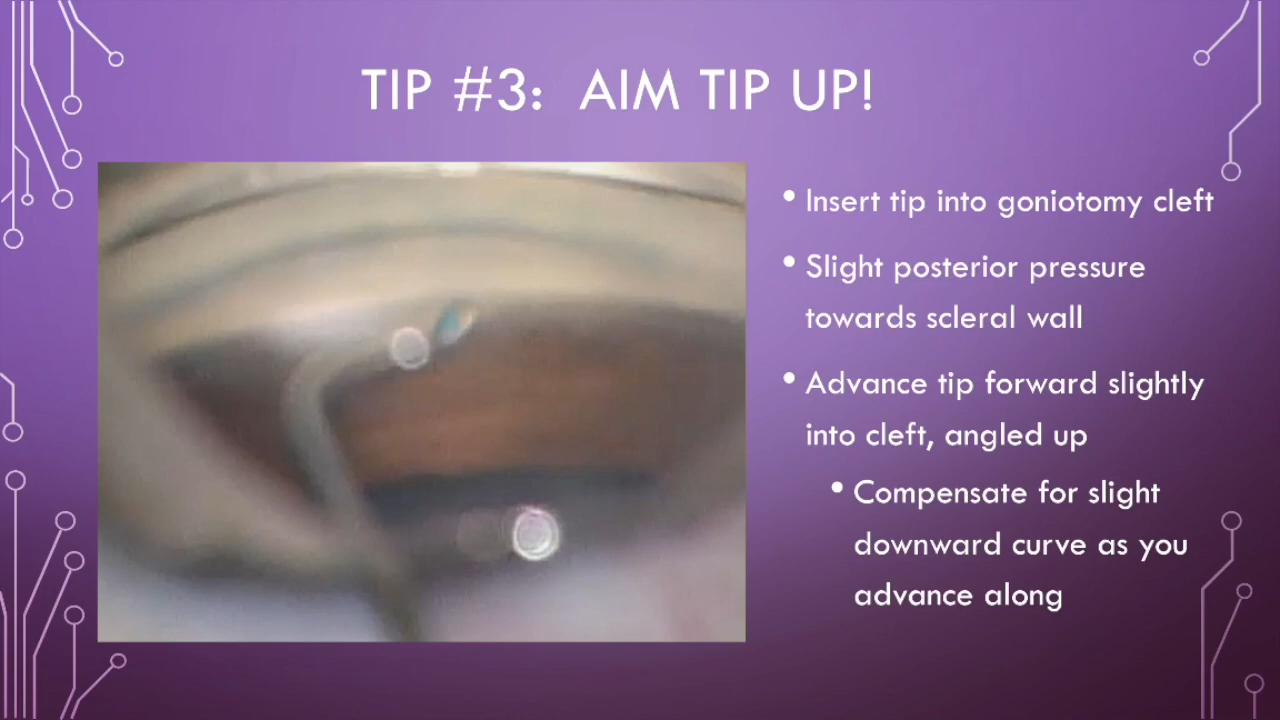 TIP #3: AIM TIP UP!
• Insert tip into goniotomy cleft
• Slight posterior pressure
towards scleral wall
• Advance tip forward slightly
into cleft, angled up
• Compensate for slight
downward curve as you
advance along